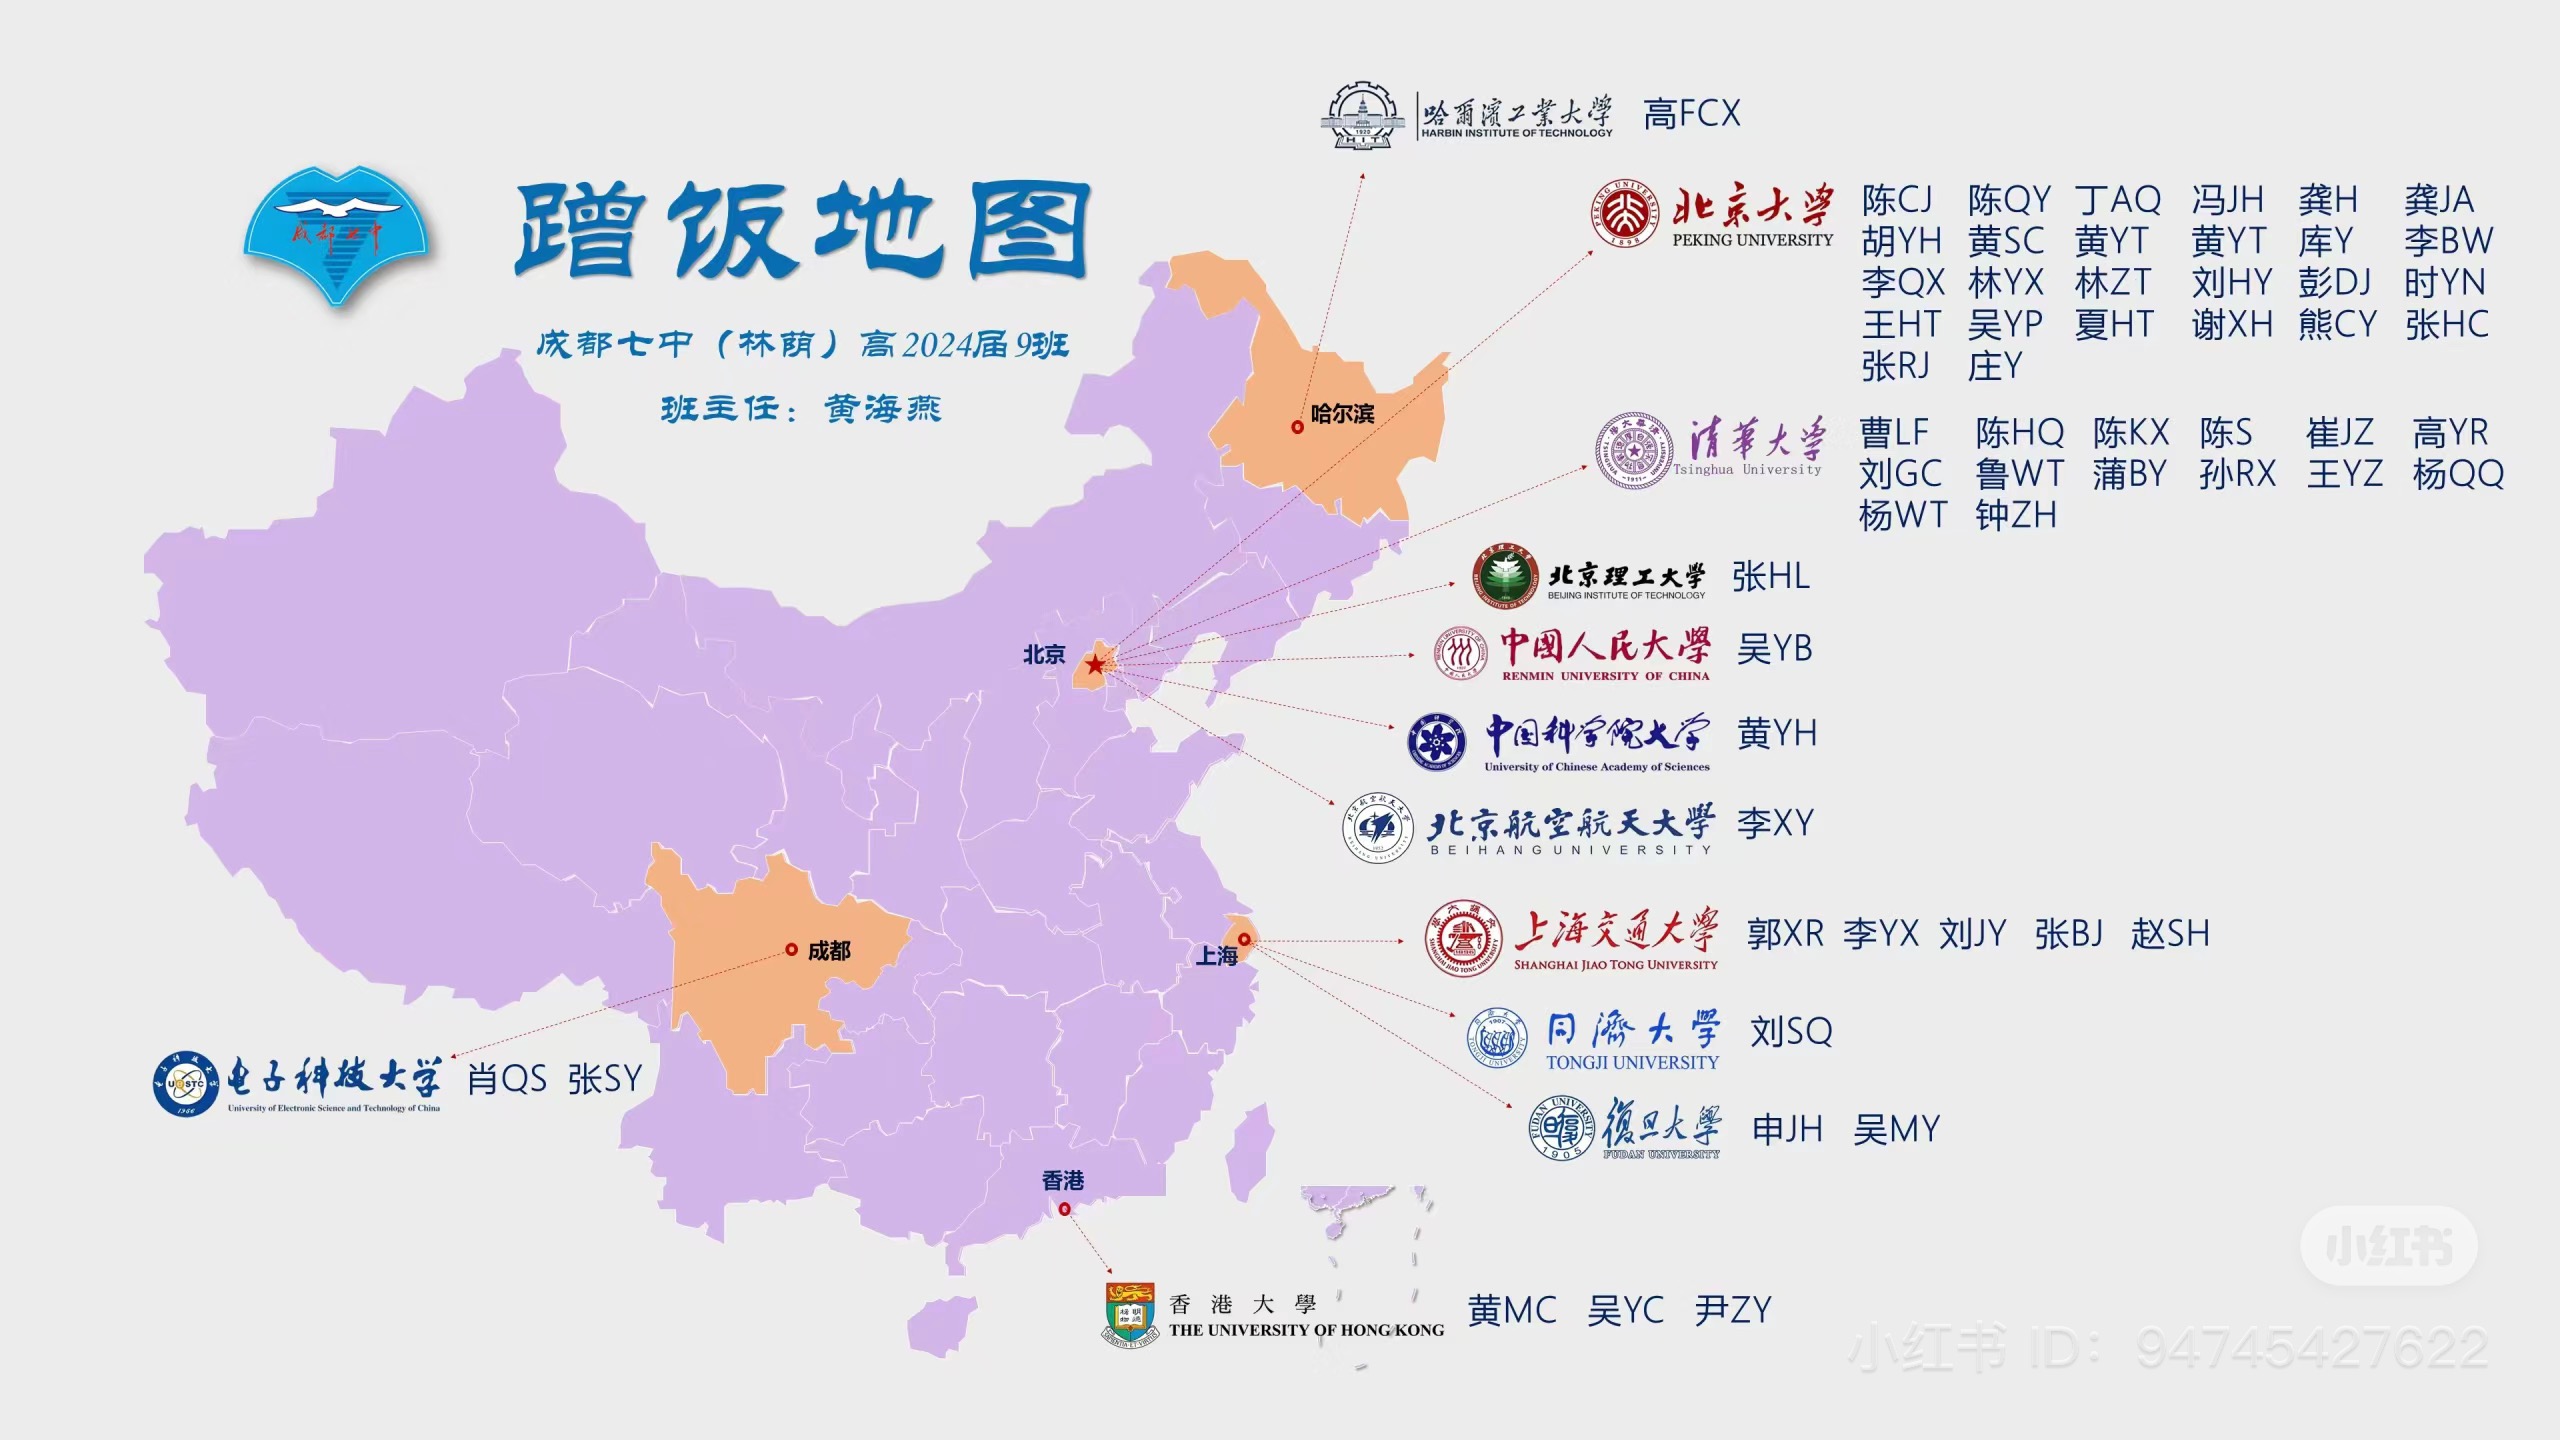 成都七中
蹭饭地图
成都七中（林荫）高2024届9班
班主任：黄海燕
哈爾濱工業大學
HARBIN INSTITUTE OF TECHNOLOGY
1920
HIT
高FCX
北京大学
PEKING UNIVERSITY
PEKING UNIVERSITY
1898
陈CJ 陈QY 丁AQ 冯JH 龚H 龚JA
胡YH 黄SC 黄YT 黄YT 库Y 李BW
李QX 林YX 林ZT 刘HY 彭DJ 时YN
王HT 吴YP 夏HT 谢XH 熊CY 张HC
张RJ 庄Y
清華大学
Tsinghua University
1911
曹LF 陈HQ 陈KX 陈S 崔JZ 高YR
刘GC 鲁WT 蒲BY 孙RX 王YZ 杨QQ
杨WT 钟ZH
北京理工大学
BEIJING INSTITUTE OF TECHNOLOGY
张HL
中國人民大學
RENMIN UNIVERSITY OF CHINA
吴YB
中国科学院大学
University of Chinese Academy of Sciences
黄YH
北京航空航天大學
BEIHANG UNIVERSITY
李XY
上海交通大學
SHANGHAI JIAO TONG UNIVERSITY
郭XR 李YX 刘JY 张BJ 赵SH
同濟大學
TONGJI UNIVERSITY
1907
刘SQ
復旦大學
FUDAN UNIVERSITY
FUDAN UNIVERSITY
1905
申JH 吴MY
哈尔滨
北京
成都
上海
香港
电子科技大学
University of Electronic Science and Technology of China
UESTC
1956
肖QS 张SY
香港大學
THE UNIVERSITY OF HONG KONG
黄MC 吴YC 尹ZY
小红书
小红书 ID：94745427622